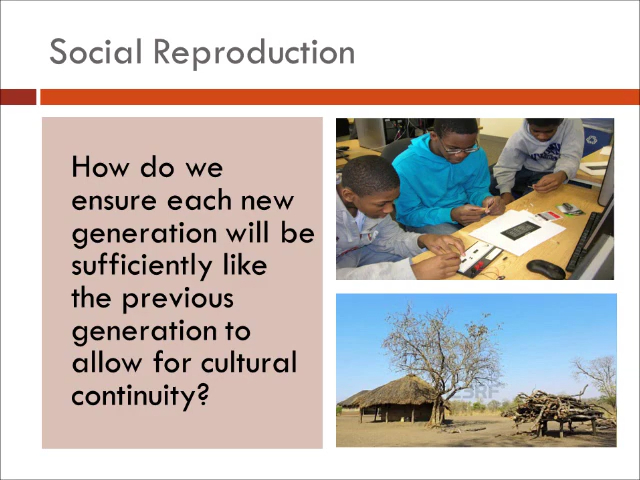 Social Reproduction
How do we
ensure each new
generation will be
sufficiently like
the previous
generation to
allow for cultural
continuity?